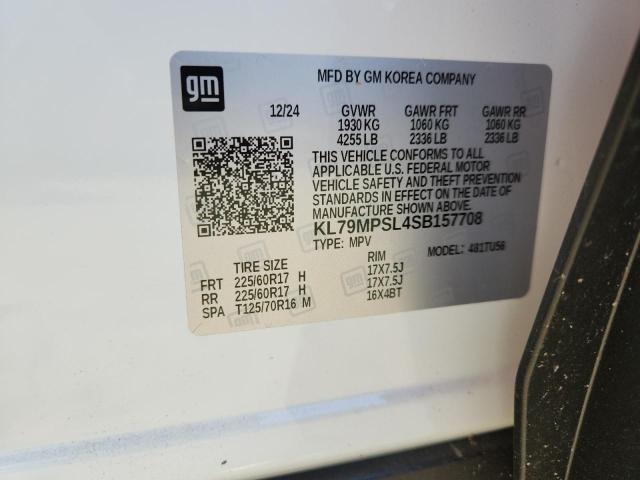 gm
MFD BY GM KOREA COMPANY
12/24 GVWR GAWR FRT GAWR RR
1930 KG 1060 KG 1060 KG
4255 LB 2336 LB 2336 LB
THIS VEHICLE CONFORMS TO ALL
APPLICABLE U.S. FEDERAL MOTOR
VEHICLE SAFETY AND THEFT PREVENTION
STANDARDS IN EFFECT ON THE DATE OF
MANUFACTURE SHOWN ABOVE.
KL79MPSL4SB157708
TYPE: MPV MODEL: 481TU56
TIRE SIZE RIM
FRT 225/60R17 H 17X7.5J
RR 225/60R17 H 17X7.5J
SPA T125/70R16 M 16X4BT